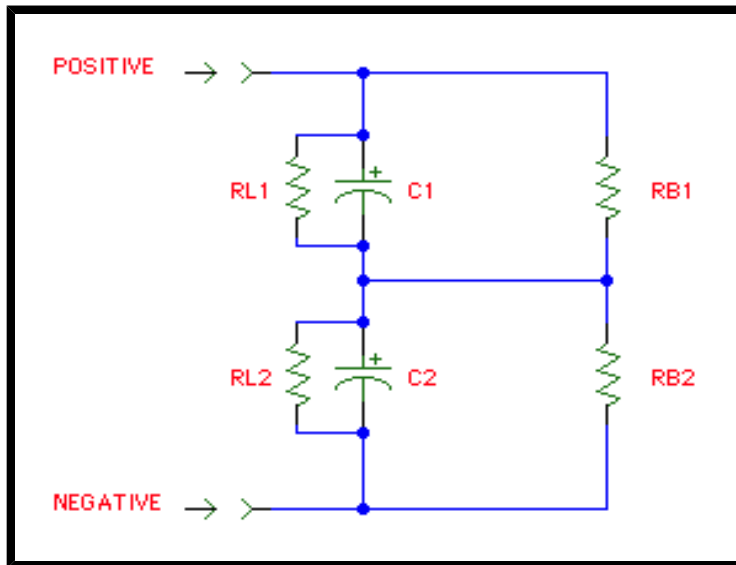 POSITIVE
RL1 + C1 RB1
RL2 + C2 RB2
NEGATIVE